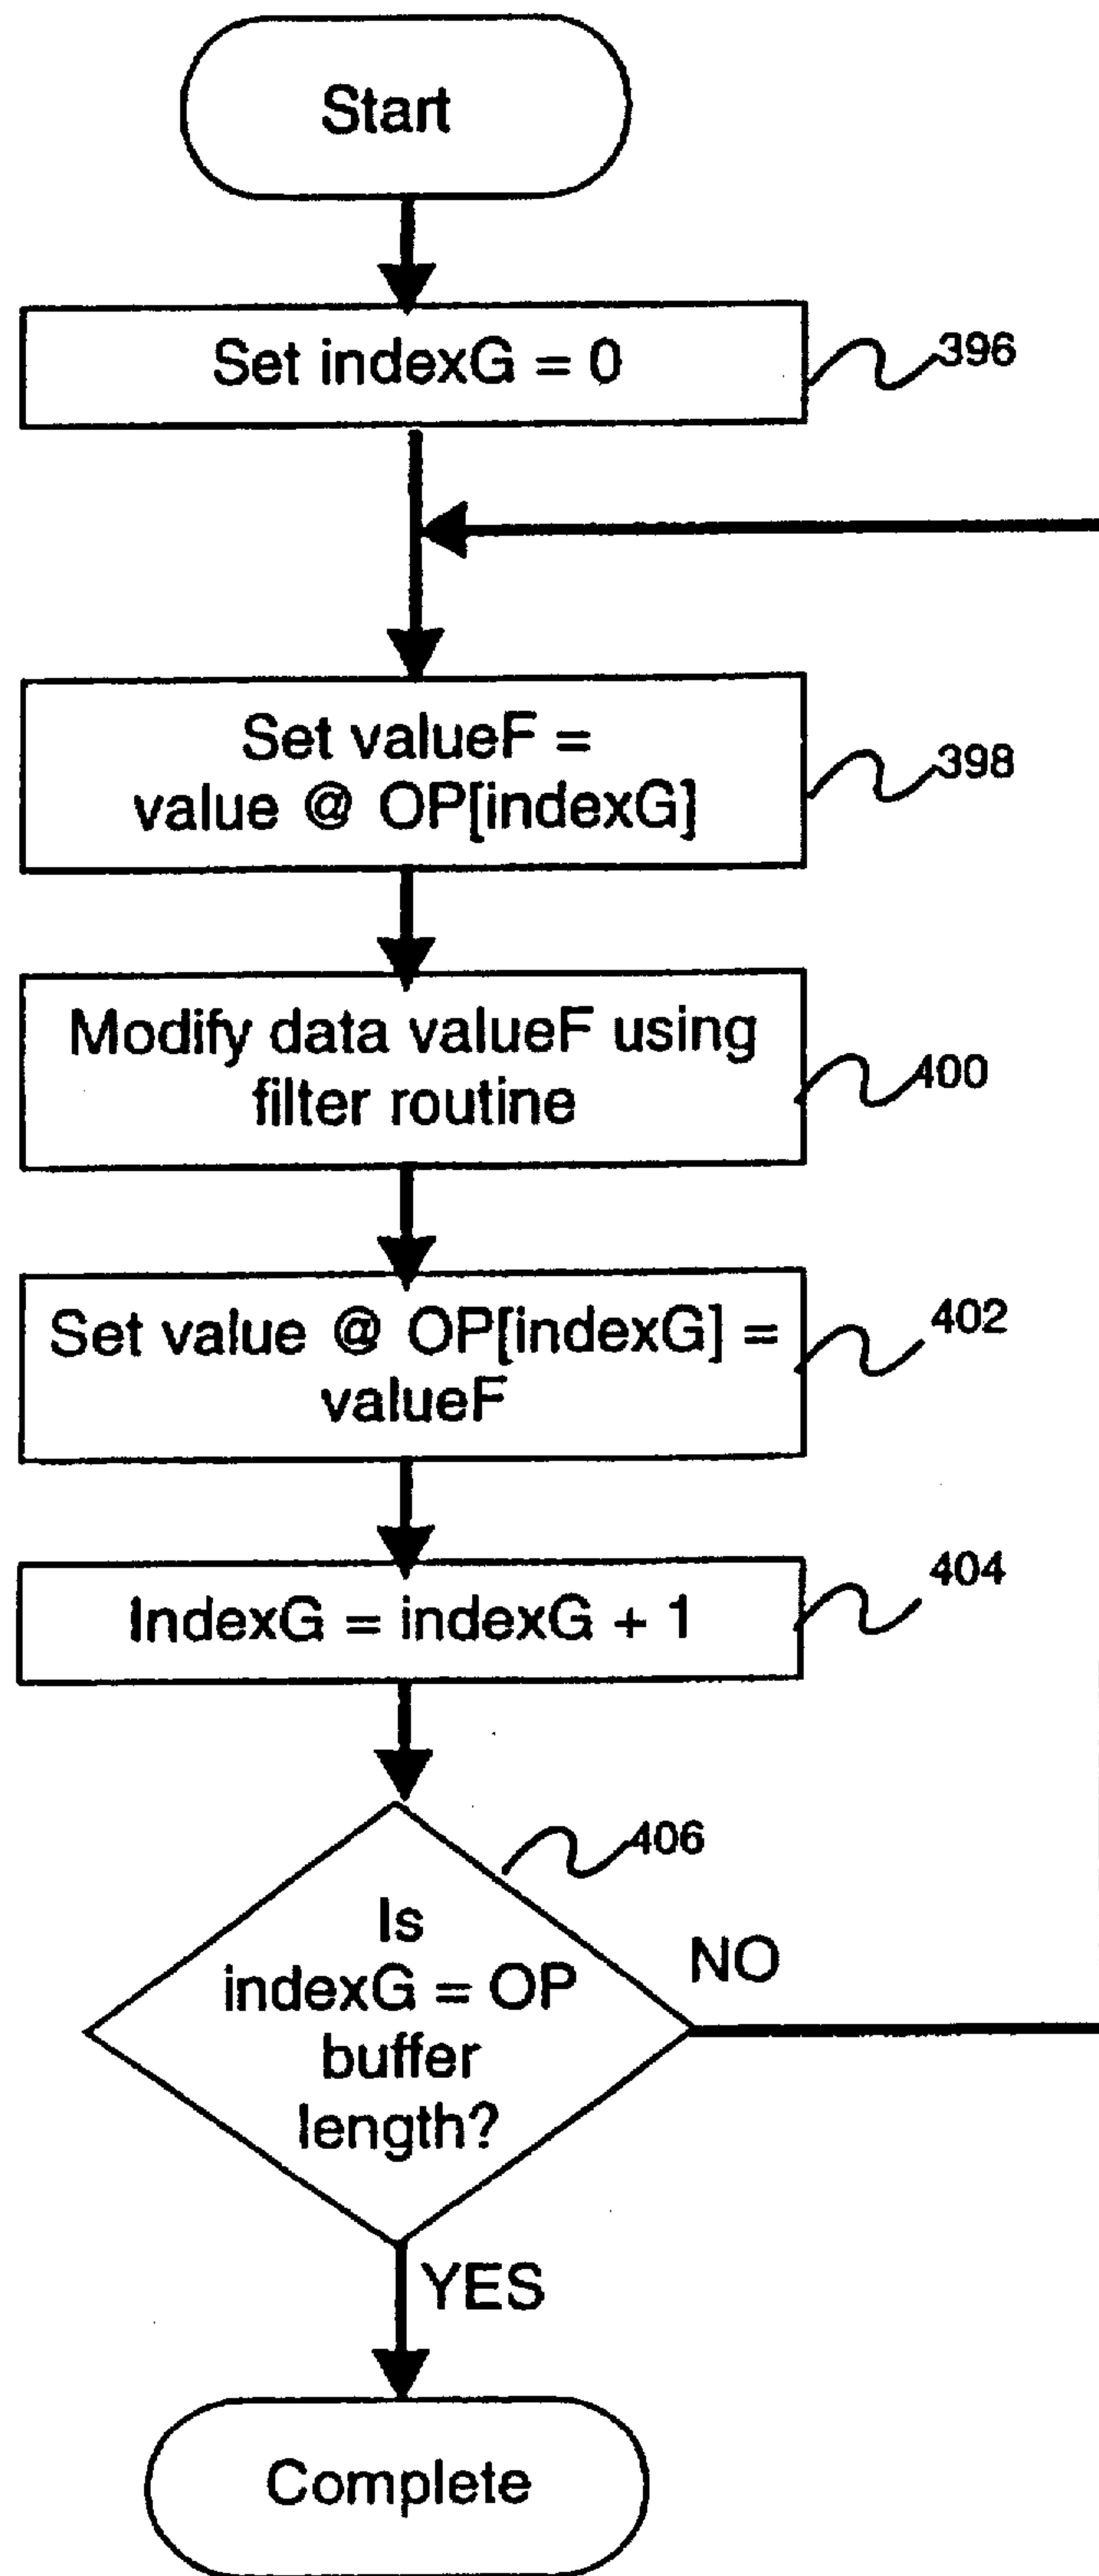 Start
Set indexG = 0
396
Set valueF =
value @ OP[indexG]
398
Modify data valueF using
filter routine
400
Set value @ OP[indexG] =
valueF
402
IndexG = indexG + 1
404
406
Is
indexG = OP
buffer
length?
NO
YES
Complete